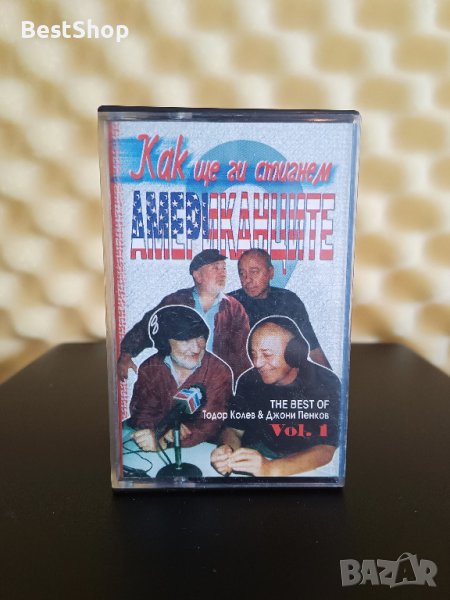 BestShop
Как ще ги стигнем
АМЕРИКАНЦИТЕ
THE BEST OF
Тодор Колев & Джони Пенков
Vol. 1
BAZAR